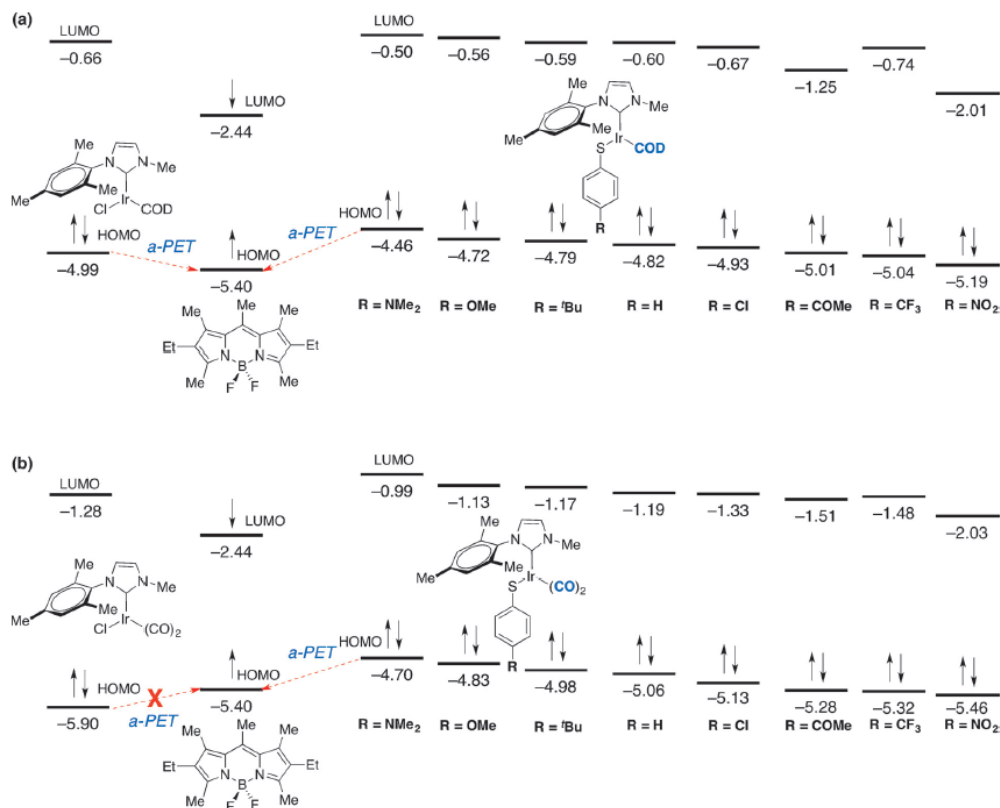 (a)
LUMO
−0.66
LUMO
−2.44
LUMO
−0.50
−0.56
−0.59
−0.60
−0.67
−1.25
−0.74
−2.01
Me
N
N
Me
Me
Me
Ir
Cl
COD
Me
N
N
Me
Me
Me
Ir
S
COD
R
HOMO
−4.99
a-PET
HOMO
−5.40
a-PET
HOMO
−4.46
−4.72
−4.79
−4.82
−4.93
−5.01
−5.04
−5.19
R = NMe2
R = OMe
R = tBu
R = H
R = Cl
R = COMe
R = CF3
R = NO2
Me
Me
Me
Et
Et
N
N
B
Me
F
F
Me
(b)
LUMO
−1.28
LUMO
−2.44
LUMO
−0.99
−1.13
−1.17
−1.19
−1.33
−1.51
−1.48
−2.03
Me
N
N
Me
Me
Me
Ir
Cl
(CO)2
Me
N
N
Me
Me
Me
Ir
S
(CO)2
R
HOMO
−5.90
X
a-PET
HOMO
−5.40
a-PET
HOMO
−4.70
−4.83
−4.98
−5.06
−5.13
−5.28
−5.32
−5.46
R = NMe2
R = OMe
R = tBu
R = H
R = Cl
R = COMe
R = CF3
R = NO2
Me
Me
Me
Et
Et
N
N
B
Me
F
F
Me